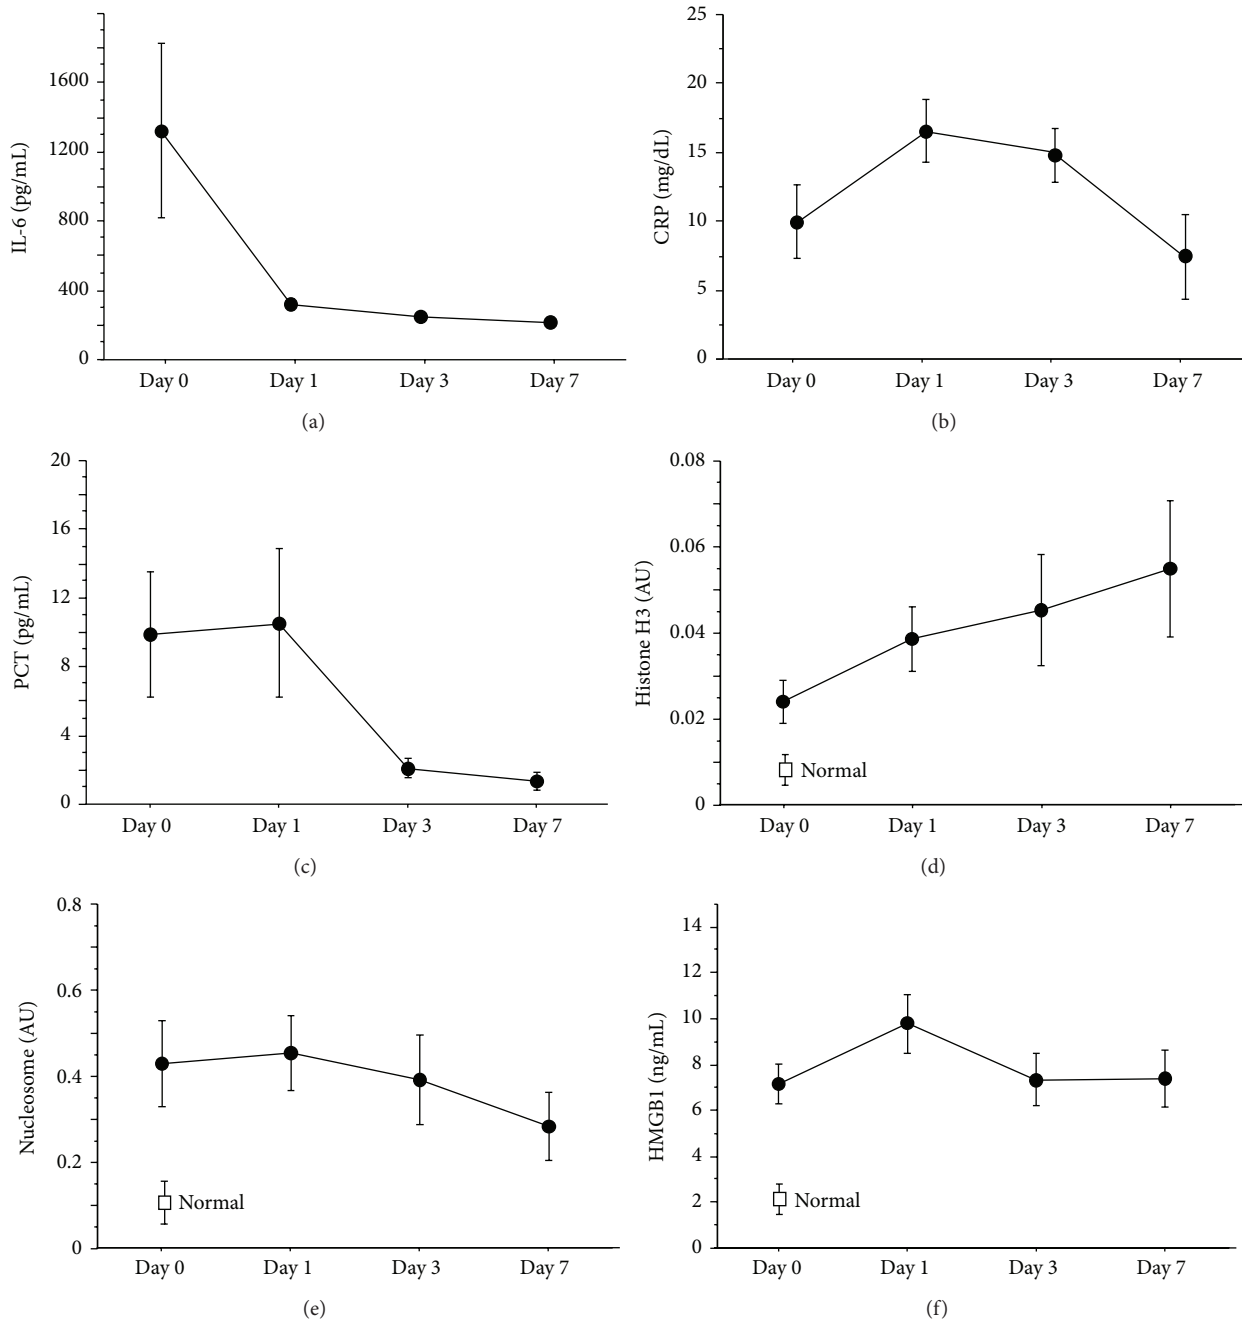 IL-6 (pg/mL)
1600
1200
800
400
0
Day 0 Day 1 Day 3 Day 7
(a)
CRP (mg/dL)
25
20
15
10
5
0
Day 0 Day 1 Day 3 Day 7
(b)
PCT (pg/mL)
20
16
12
8
4
0
Day 0 Day 1 Day 3 Day 7
(c)
Histone H3 (AU)
0.08
0.06
0.04
0.02
0
Normal
Day 0 Day 1 Day 3 Day 7
(d)
Nucleosome (AU)
0.8
0.6
0.4
0.2
0
Normal
Day 0 Day 1 Day 3 Day 7
(e)
HMGB1 (ng/mL)
14
12
10
8
6
4
2
0
Normal
Day 0 Day 1 Day 3 Day 7
(f)